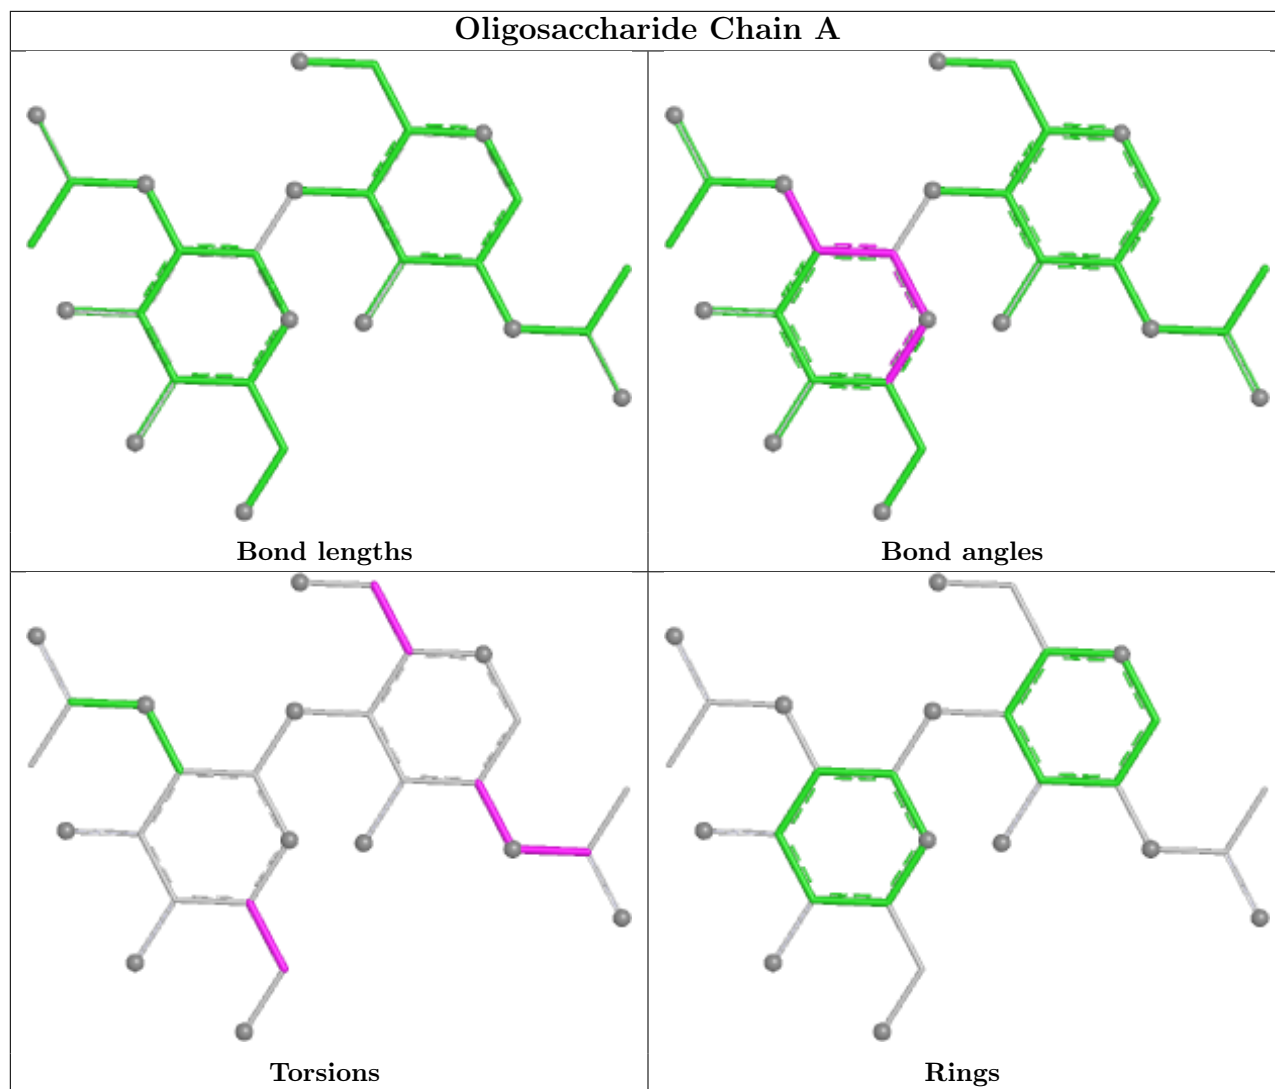 Oligosaccharide Chain A
Bond lengths
Bond angles
Torsions
Rings